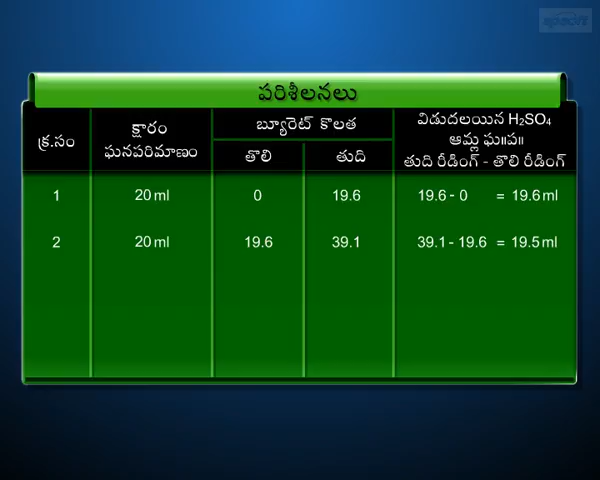 పరిశీలనలు
క్ర.సం
క్షారం
ఘనపరిమాణం
బ్యూరెట్ కొలత
తొలి
తుది
విడుదలయిన H₂SO₄
ఆమ్ల ఘ॥ప॥
తుది రీడింగ్ - తొలి రీడింగ్
1 20 ml 0 19.6 19.6 - 0 = 19.6 ml
2 20 ml 19.6 39.1 39.1 - 19.6 = 19.5 ml